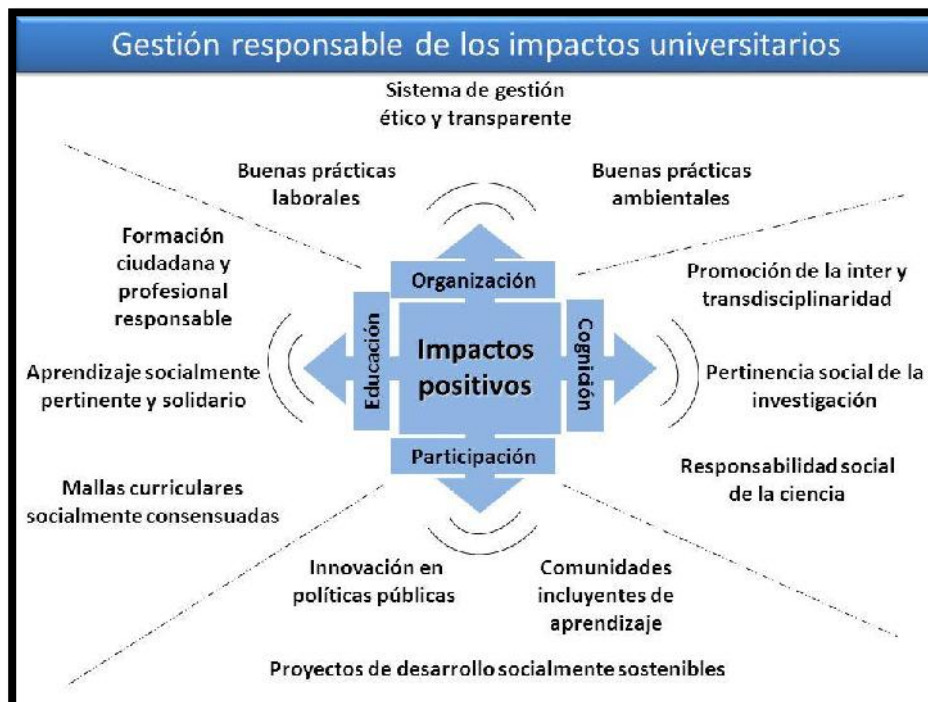 Gestión responsable de los impactos universitarios
Sistema de gestión
ético y transparente
Buenas prácticas
laborales
Buenas prácticas
ambientales
Formación
ciudadana y
profesional
responsable
Aprendizaje socialmente
pertinente y solidario
Mallas curriculares
socialmente consensuadas
Organización
Educación
Impactos
positivos
Cognición
Participación
Promoción de la inter y
transdisciplinaridad
Pertinencia social de la
investigación
Responsabilidad social
de la ciencia
Innovación en
políticas públicas
Comunidades
incluyentes de
aprendizaje
Proyectos de desarrollo socialmente sostenibles